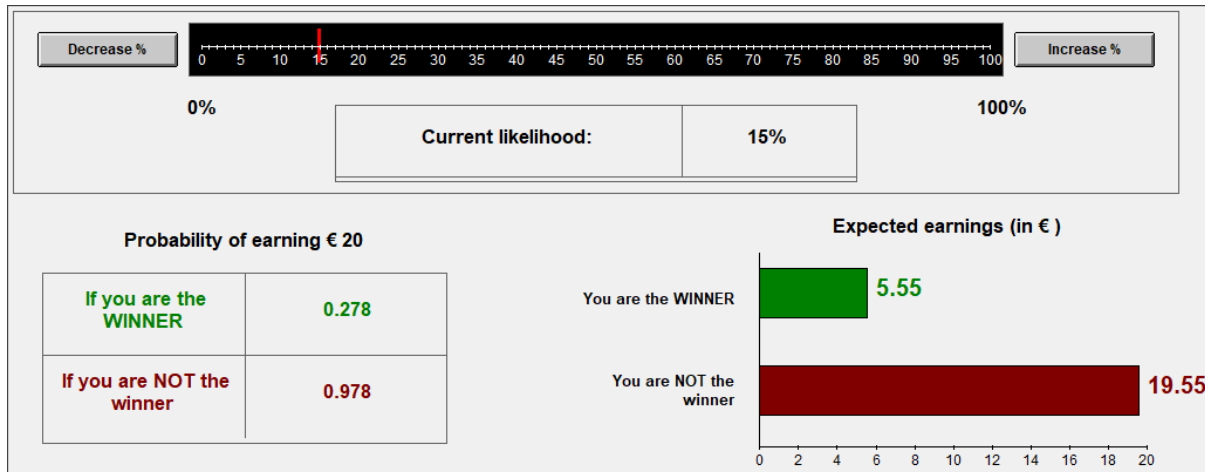 Decrease %
0 5 10 15 20 25 30 35 40 45 50 55 60 65 70 75 80 85 90 95 100
Increase %
0%
100%
Current likelihood:
15%
Probability of earning € 20
If you are the
WINNER
0.278
If you are NOT the
winner
0.978
Expected earnings (in € )
You are the WINNER
5.55
You are NOT the
winner
19.55
0 2 4 6 8 10 12 14 16 18 20